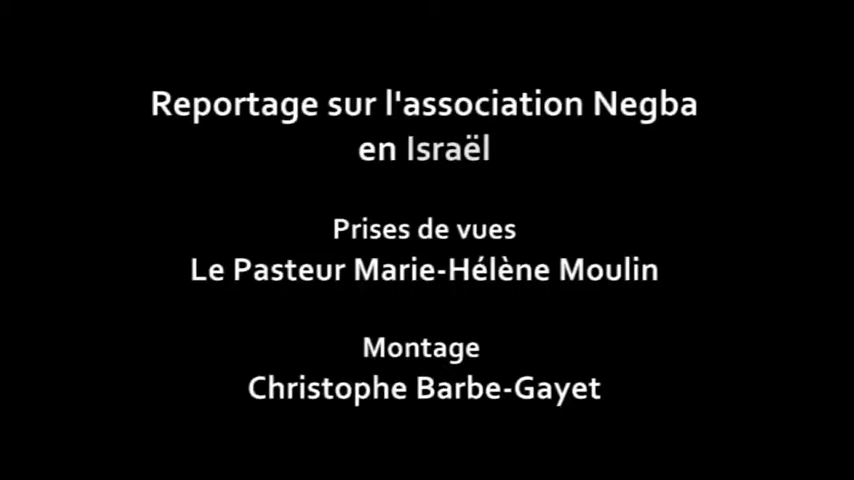 Reportage sur l'association Negba
en Israël
Prises de vues
Le Pasteur Marie-Hélène Moulin
Montage
Christophe Barbe-Gayet